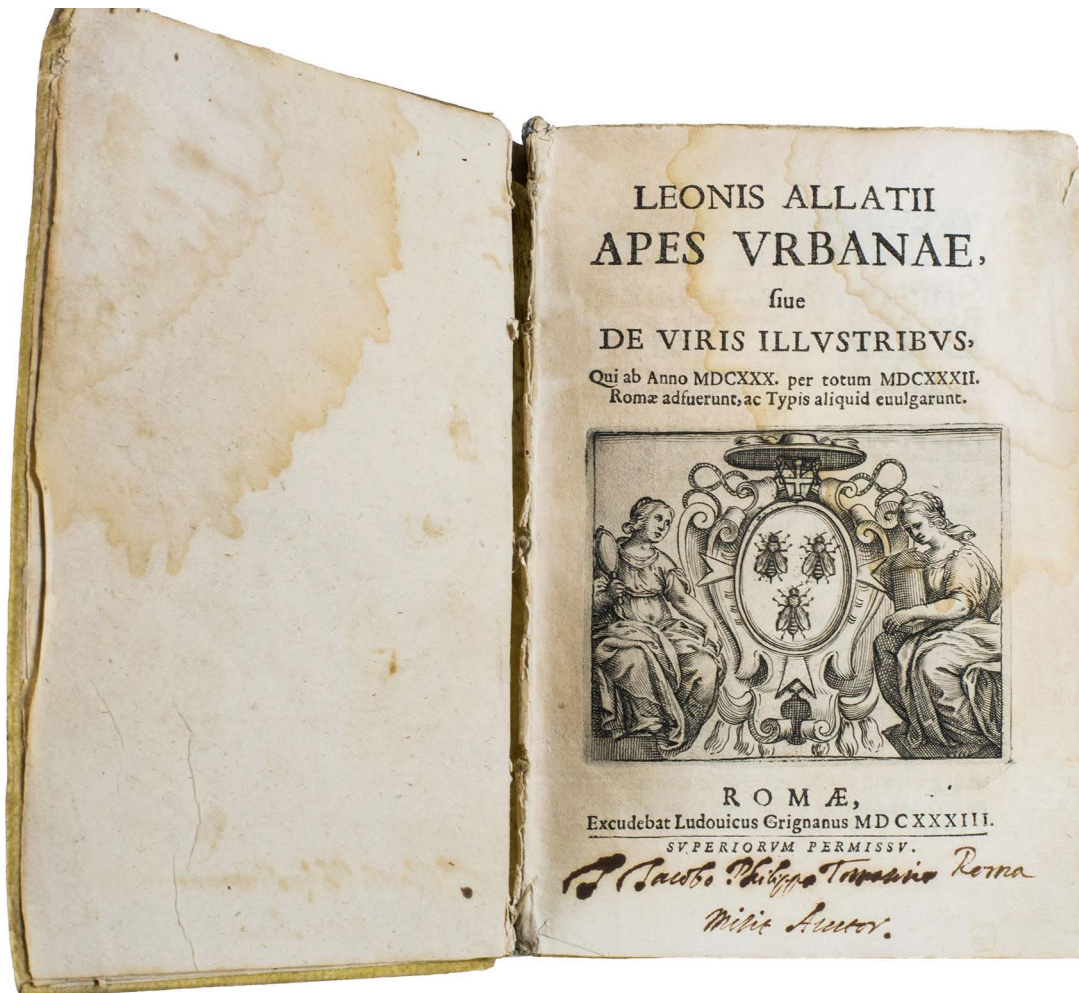 LEONIS ALLATII
APES VRBANAE,
ſiue
DE VIRIS ILLVSTRIBVS,
Qui ab Anno MDCXXX. per totum MDCXXXII.
Romæ adfuerunt, ac Typis aliquid euulgarunt.
ROMÆ,
Excudebat Ludouicus Grignanus MDCXXXIII.
SVPERIORVM PERMISSV.
Jacobo Philippo Tomasino Roma
Misit Auctor.